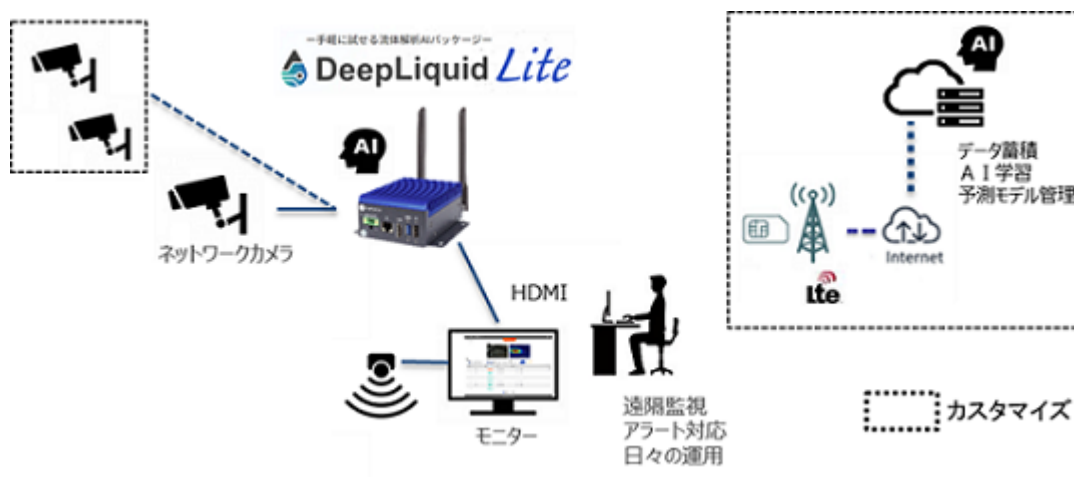 ー手軽に試せる流体解析AIパッケージー
DeepLiquid Lite
AI
ネットワークカメラ
HDMI
モニター
遠隔監視
アラート対応
日々の運用
AI
データ蓄積
ＡＩ学習
予測モデル管理
Internet
lte
カスタマイズ